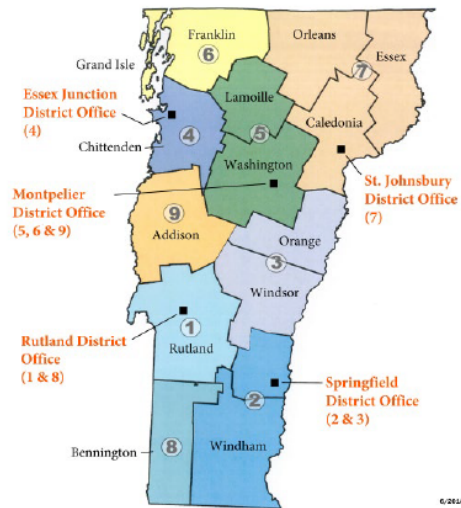 Franklin
6
Orleans
Essex
7
Grand Isle
Essex Junction
District Office
(4)
Lamoille
Caledonia
4
5
Chittenden
Washington
St. Johnsbury
District Office
(7)
Montpelier
District Office
(5, 6 & 9)
9
Addison
Orange
3
Windsor
1
Rutland District
Office
(1 & 8)
Rutland
Springfield
District Office
(2 & 3)
2
Bennington
8
Windham